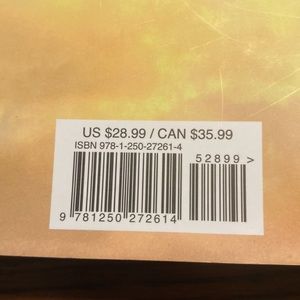 US $28.99 / CAN $35.99
ISBN 978-1-250-27261-4
52899 >
9 781250 272614